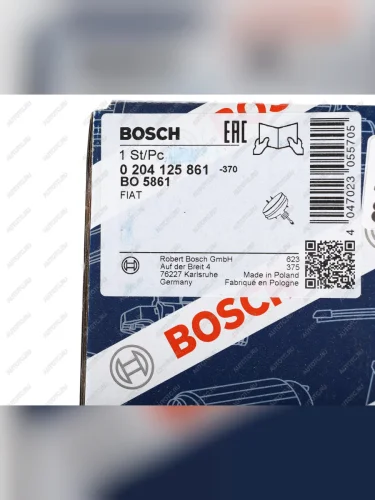 BOSCH
EAC
1 St/Pc
0 204 125 861 -370
BO 5861
FIAT
4 047023 055705
Robert Bosch GmbH
Auf der Breit 4
76227 Karlsruhe
Germany
623
375
Made in Poland
Fabriqué en Pologne
BOSCH
BOSCH